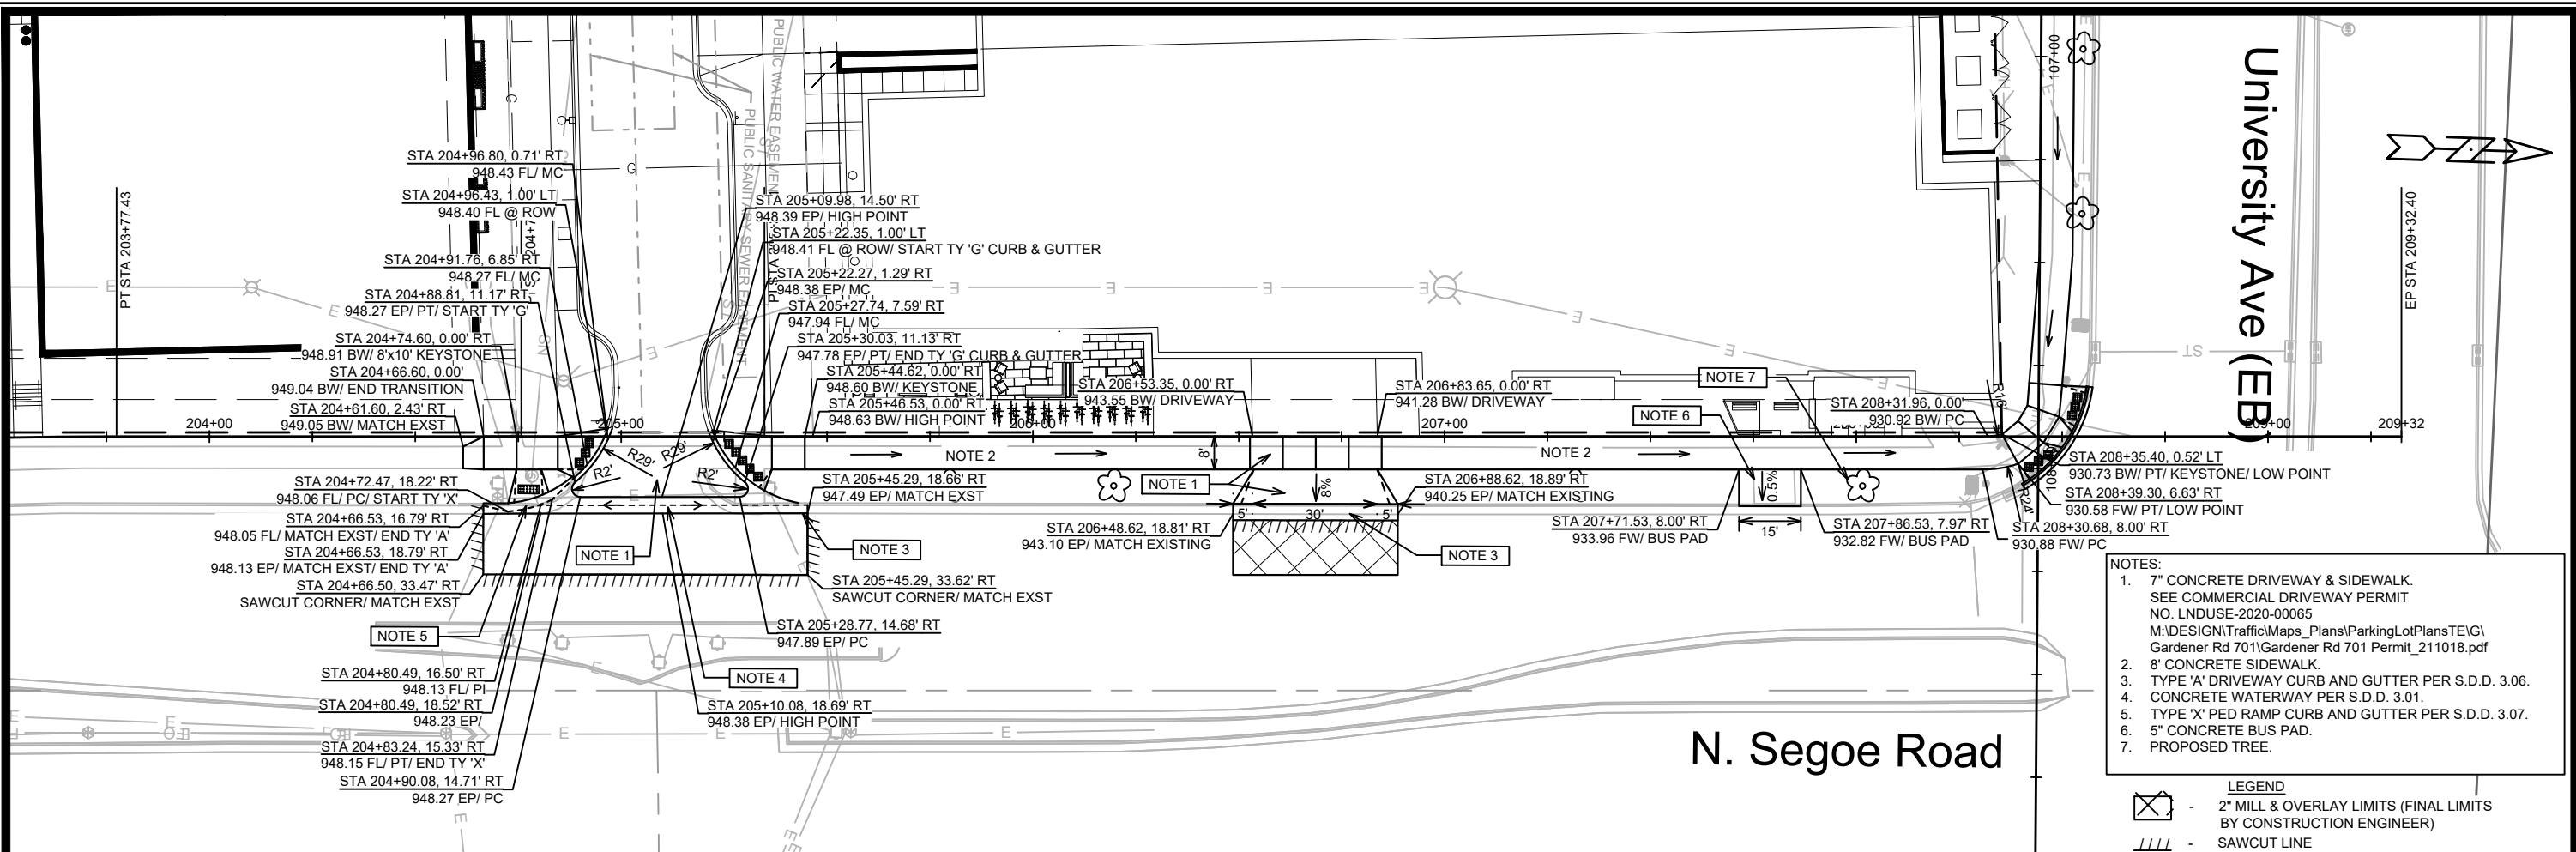 PT STA 203+77.43
204+00
STA 204+96.80, 0.71' RT
948.43 FL/ MC
STA 204+96.43, 1.00' LT
948.40 FL @ ROW
STA 204+91.76, 6.85' RT
948.27 FL/ MC
STA 204+88.81, 11.17' RT
948.27 EP/ PT/ START TY 'G'
STA 204+74.60, 0.00' RT
948.91 BW/ 8'x10' KEYSTONE
STA 204+66.60, 0.00'
949.04 BW/ END TRANSITION
STA 204+61.60, 2.43' RT
949.05 BW/ MATCH EXST
STA 204+72.47, 18.22' RT
948.06 FL/ PC/ START TY 'X'
STA 204+66.53, 16.79' RT
948.05 FL/ MATCH EXST/ END TY 'A'
STA 204+66.53, 18.79' RT
948.13 EP/ MATCH EXST/ END TY 'A'
STA 204+66.50, 33.47' RT
SAWCUT CORNER/ MATCH EXST
NOTE 5
STA 204+80.49, 16.50' RT
948.13 FL/ PI
STA 204+80.49, 18.52' RT
948.23 EP/
STA 204+83.24, 15.33' RT
948.15 FL/ PT/ END TY 'X'
STA 204+90.08, 14.71' RT
948.27 EP/ PC
PUBLIC SANITARY SEWER EASEMENT
PUBLIC WATER EASEMENT
G
G
R29'
R29'
R2'
R2'
NOTE 1
STA 205+09.98, 14.50' RT
948.39 EP/ HIGH POINT
STA 205+22.35, 1.00' LT
948.41 FL @ ROW/ START TY 'G' CURB & GUTTER
STA 205+22.27, 1.29' RT
948.38 EP/ MC
STA 205+27.74, 7.59' RT
947.94 FL/ MC
STA 205+30.03, 11.13' RT
947.78 EP/ PT/ END TY 'G' CURB & GUTTER
STA 205+44.62, 0.00' RT
948.60 BW/ KEYSTONE
STA 205+46.53, 0.00' RT
948.63 BW/ HIGH POINT
205+00
206+00
STA 205+45.29, 18.66' RT
947.49 EP/ MATCH EXST
NOTE 3
STA 205+45.29, 33.62' RT
SAWCUT CORNER/ MATCH EXST
STA 205+28.77, 14.68' RT
947.89 EP/ PC
NOTE 4
STA 205+10.08, 18.69' RT
948.38 EP/ HIGH POINT
NOTE 2
8'
STA 206+53.35, 0.00' RT
943.55 BW/ DRIVEWAY
STA 206+83.65, 0.00' RT
941.28 BW/ DRIVEWAY
207+00
NOTE 1
8%
5'
30'
5'
STA 206+48.62, 18.81' RT
943.10 EP/ MATCH EXISTING
STA 206+88.62, 18.89' RT
940.25 EP/ MATCH EXISTING
NOTE 3
NOTE 2
NOTE 7
NOTE 6
0.5%
15'
STA 207+71.53, 8.00' RT
933.96 FW/ BUS PAD
STA 207+86.53, 7.97' RT
932.82 FW/ BUS PAD
STA 208+31.96, 0.00'
930.92 BW/ PC
107+00
R16'
R24'
STA 208+35.40, 0.52' LT
930.73 BW/ PT/ KEYSTONE/ LOW POINT
STA 208+39.30, 6.63' RT
930.58 FW/ PT/ LOW POINT
STA 208+30.68, 8.00' RT
930.88 FW/ PC
209+00
209+32
EP STA 209+32.40
ST
University Ave (EB)
N. Segoe Road
NOTES:
1. 7" CONCRETE DRIVEWAY & SIDEWALK.
SEE COMMERCIAL DRIVEWAY PERMIT
NO. LNDUSE-2020-00065
M:\DESIGN\Traffic\Maps_Plans\ParkingLotPlansTE\G\
Gardener Rd 701\Gardener Rd 701 Permit_211018.pdf
2. 8' CONCRETE SIDEWALK.
3. TYPE 'A' DRIVEWAY CURB AND GUTTER PER S.D.D. 3.06.
4. CONCRETE WATERWAY PER S.D.D. 3.01.
5. TYPE 'X' PED RAMP CURB AND GUTTER PER S.D.D. 3.07.
6. 5" CONCRETE BUS PAD.
7. PROPOSED TREE.
LEGEND
- 2" MILL & OVERLAY LIMITS (FINAL LIMITS
BY CONSTRUCTION ENGINEER)
- SAWCUT LINE